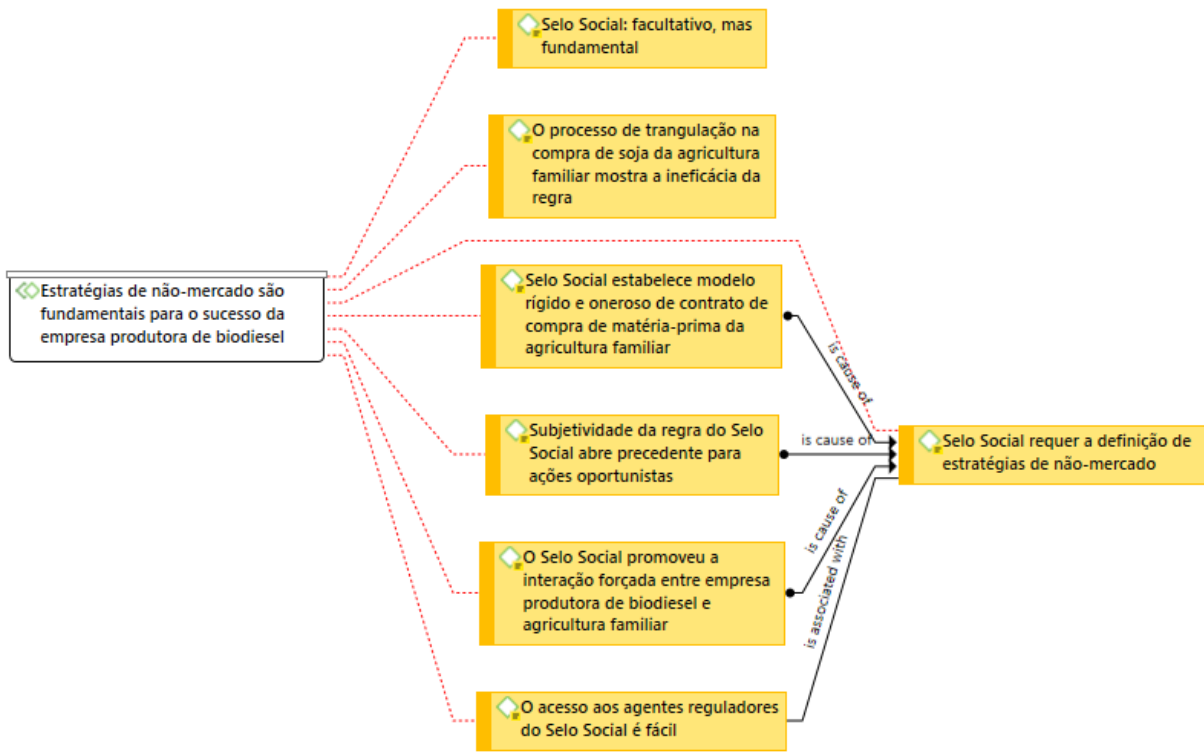 Selo Social: facultativo, mas
fundamental
O processo de trangulação na
compra de soja da agricultura
familiar mostra a ineficácia da
regra
Estratégias de não-mercado são
fundamentais para o sucesso da
empresa produtora de biodiesel
Selo Social estabelece modelo
rígido e oneroso de contrato de
compra de matéria-prima da
agricultura familiar
is cause of
Subjetividade da regra do Selo
Social abre precedente para
ações oportunistas
is cause of
Selo Social requer a definição de
estratégias de não-mercado
O Selo Social promoveu a
interação forçada entre empresa
produtora de biodiesel e
agricultura familiar
is cause of
is associated with
O acesso aos agentes reguladores
do Selo Social é fácil